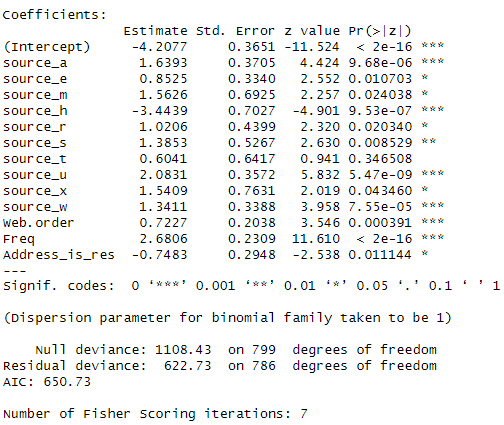 Coefficients:
Estimate Std. Error z value Pr(>|z|)
(Intercept) -4.2077 0.3651 -11.524 < 2e-16 ***
source_a 1.6393 0.3705 4.424 9.68e-06 ***
source_e 0.8525 0.3340 2.552 0.010703 *
source_m 1.5626 0.6925 2.257 0.024038 *
source_h -3.4439 0.7027 -4.901 9.53e-07 ***
source_r 1.0206 0.4399 2.320 0.020340 *
source_s 1.3853 0.5267 2.630 0.008529 **
source_t 0.6041 0.6417 0.941 0.346508
source_u 2.0831 0.3572 5.832 5.47e-09 ***
source_x 1.5409 0.7631 2.019 0.043460 *
source_w 1.3411 0.3388 3.958 7.55e-05 ***
Web.order 0.7227 0.2038 3.546 0.000391 ***
Freq 2.6806 0.2309 11.610 < 2e-16 ***
Address_is_res -0.7483 0.2948 -2.538 0.011144 *
---
Signif. codes: 0 ‘***’ 0.001 ‘**’ 0.01 ‘*’ 0.05 ‘.’ 0.1 ‘ ’ 1
(Dispersion parameter for binomial family taken to be 1)
Null deviance: 1108.43 on 799 degrees of freedom
Residual deviance: 622.73 on 786 degrees of freedom
AIC: 650.73
Number of Fisher Scoring iterations: 7